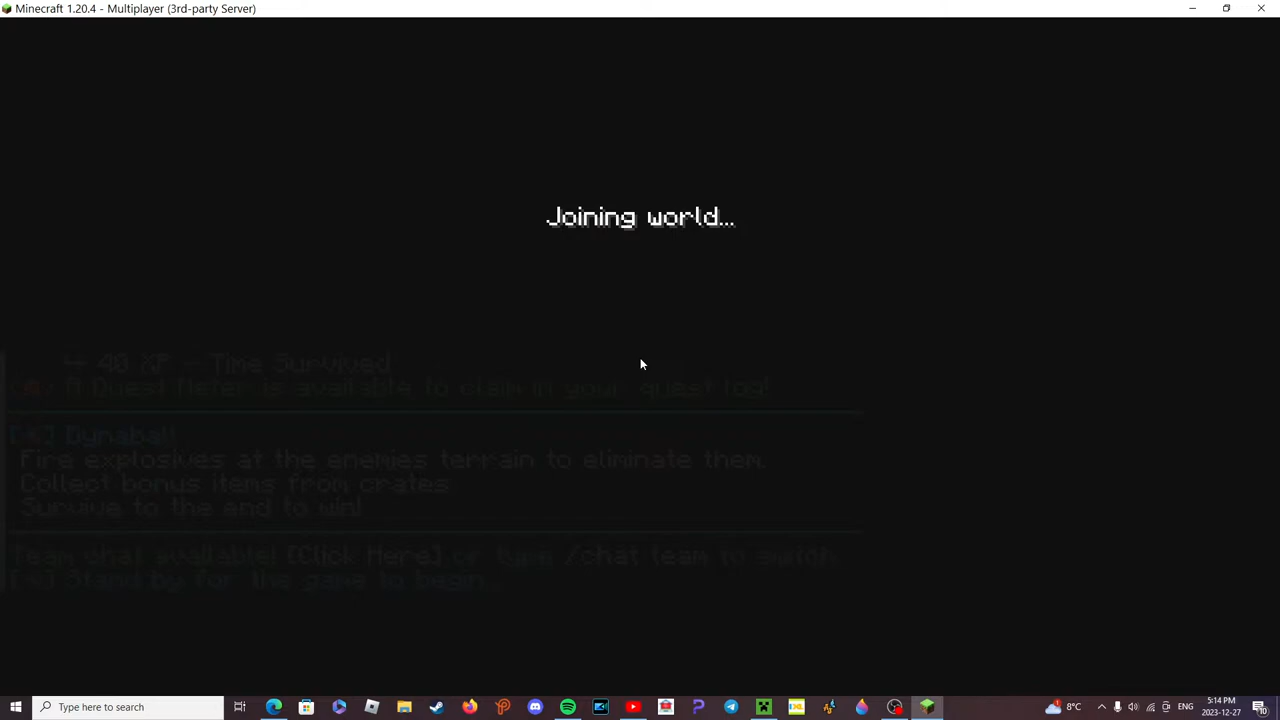 Minecraft 1.20.4 - Multiplayer (3rd-party Server)
Joining world...
40 XP - Time Survived
A Quest is available to claim in your quest log!
Dynaball
Fire explosives at the enemies terrain to eliminate them.
Collect bonus items from crates
Survive to the end to win!
Team chat available! [Click Here] or type /chat team to switch
Stand by for the game to begin
Type here to search
8°C
ENG
5:14 PM
2023-12-27